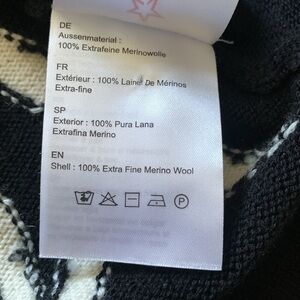 DE
Aussenmaterial :
100% Extrafeine Merinowolle
FR
Extérieur : 100% Laine De Mérinos
Extra-fine
SP
Exterior : 100% Pura Lana
Extrafina Merino
EN
Shell : 100% Extra Fine Merino Wool
P